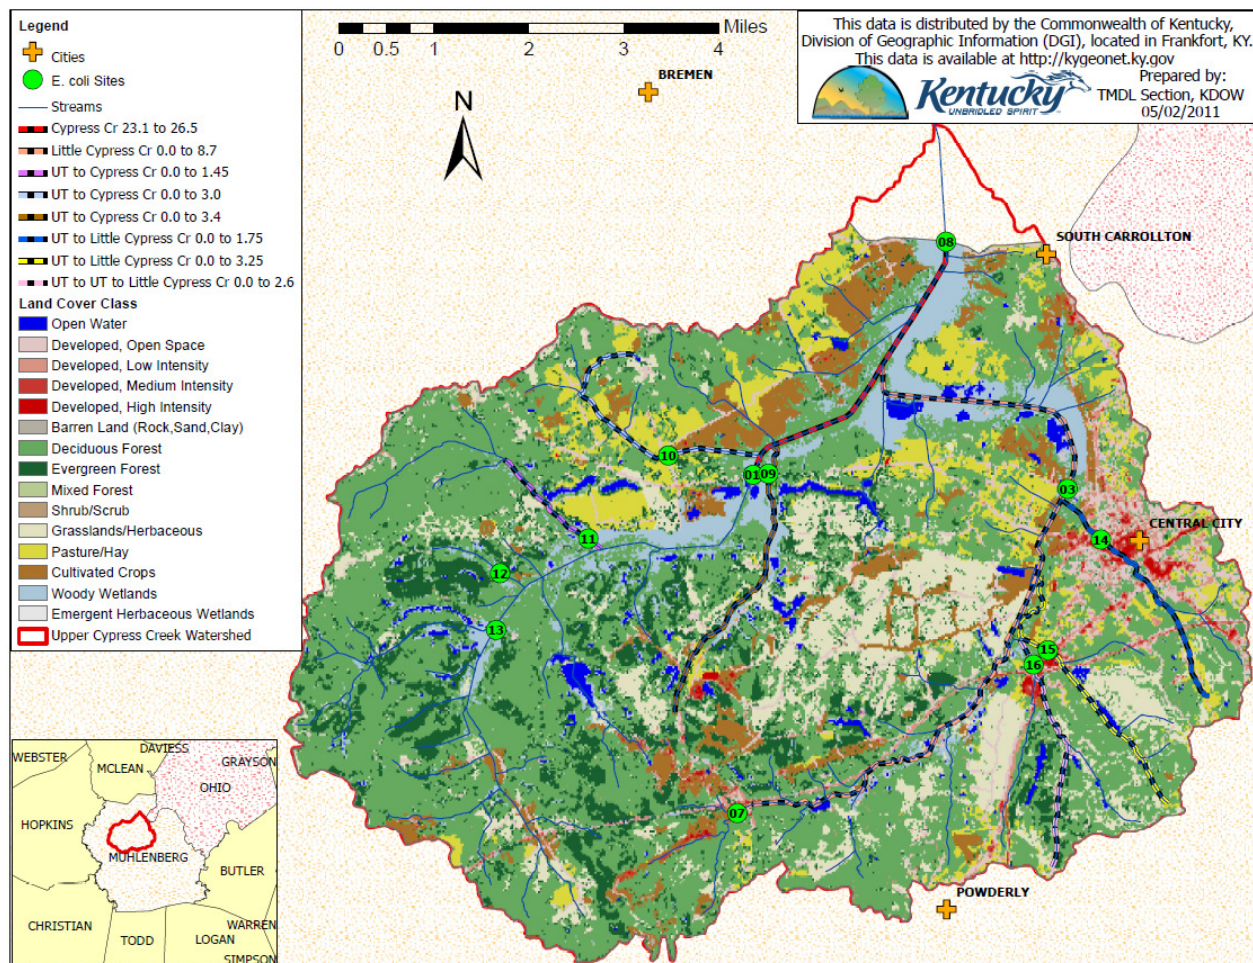 Legend
Cities
E. coli Sites
Streams
Cypress Cr 23.1 to 26.5
Little Cypress Cr 0.0 to 8.7
UT to Cypress Cr 0.0 to 1.45
UT to Cypress Cr 0.0 to 3.0
UT to Cypress Cr 0.0 to 3.4
UT to Little Cypress Cr 0.0 to 1.75
UT to Little Cypress Cr 0.0 to 3.25
UT to UT to Little Cypress Cr 0.0 to 2.6
Land Cover Class
Open Water
Developed, Open Space
Developed, Low Intensity
Developed, Medium Intensity
Developed, High Intensity
Barren Land (Rock,Sand,Clay)
Deciduous Forest
Evergreen Forest
Mixed Forest
Shrub/Scrub
Grasslands/Herbaceous
Pasture/Hay
Cultivated Crops
Woody Wetlands
Emergent Herbaceous Wetlands
Upper Cypress Creek Watershed
Miles
0 0.5 1 2 3 4
N
This data is distributed by the Commonwealth of Kentucky,
Division of Geographic Information (DGI), located in Frankfort, KY.
This data is available at http://kygeonet.ky.gov
Kentucky
UNBRIDLED SPIRIT
Prepared by:
TMDL Section, KDOW
05/02/2011
BREMEN
08
SOUTH CARROLLTON
10
01
09
03
11
14
CENTRAL CITY
12
13
15
16
07
POWDERLY
DAVIESS
WEBSTER
MCLEAN
GRAYSON
OHIO
HOPKINS
MUHLENBERG
BUTLER
CHRISTIAN
TODD
LOGAN
WARREN
SIMPSON